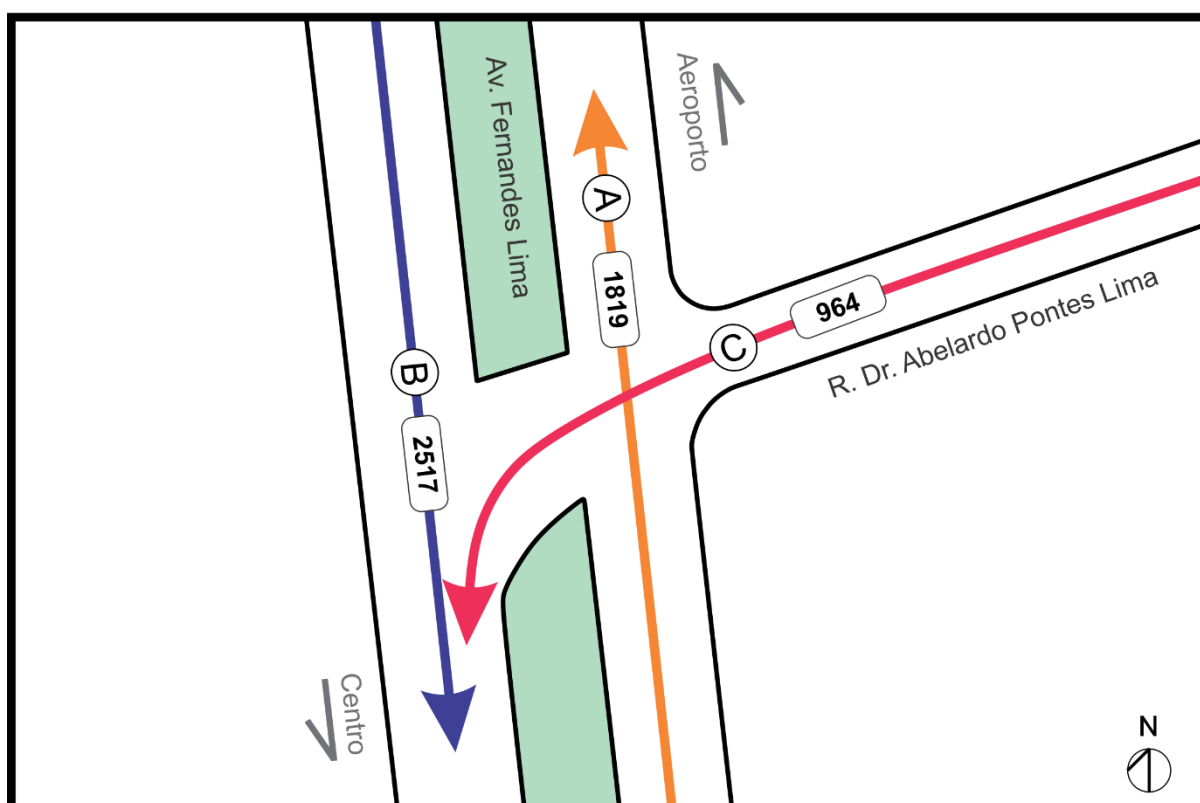 Av. Fernandes Lima
Aeroporto
A
1819
964
C
R. Dr. Abelardo Pontes Lima
B
2517
Centro
N